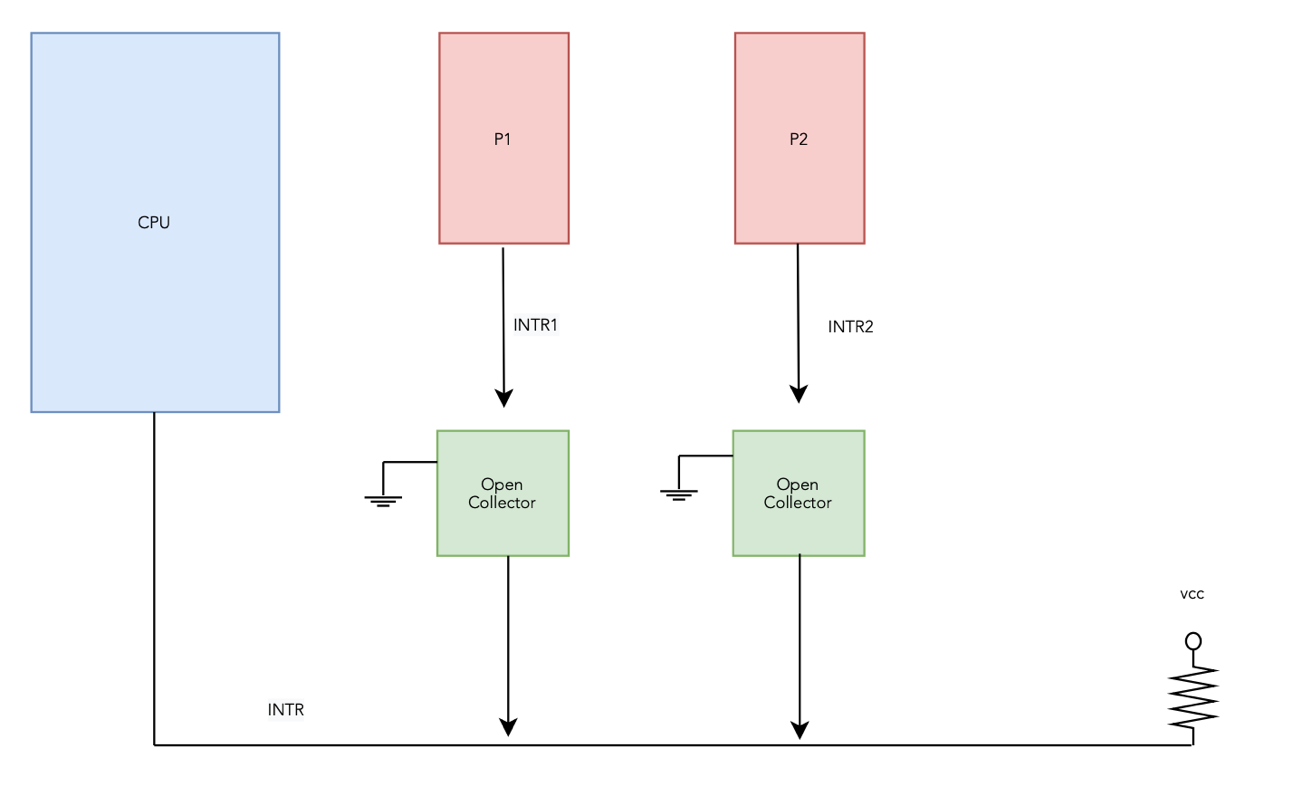 P1
P2
CPU
INTR1
INTR2
Open
Collector
Open
Collector
vcc
INTR